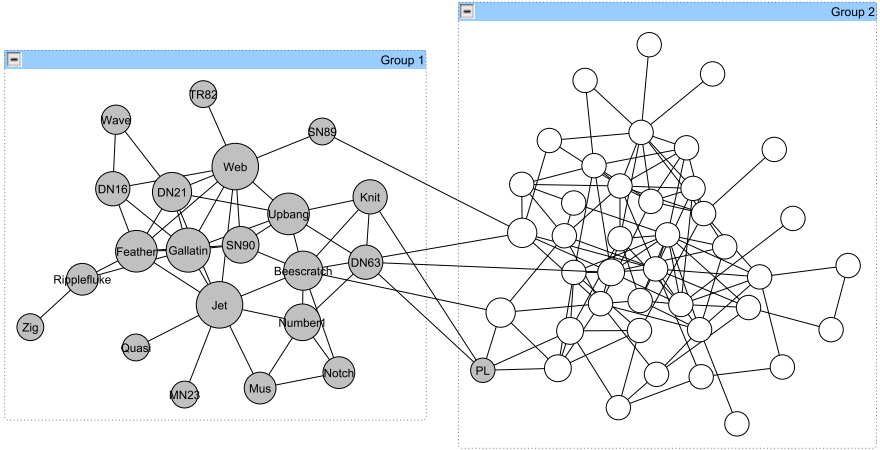 Group 2
Group 1
TR82
Wave
SN89
Web
DN16
DN21
Knit
Upbang
Feather
Gallatin
SN90
DN63
Beescratch
Ripplefluke
Jet
Number1
Zig
Quasi
PL
Notch
Mus
MN23